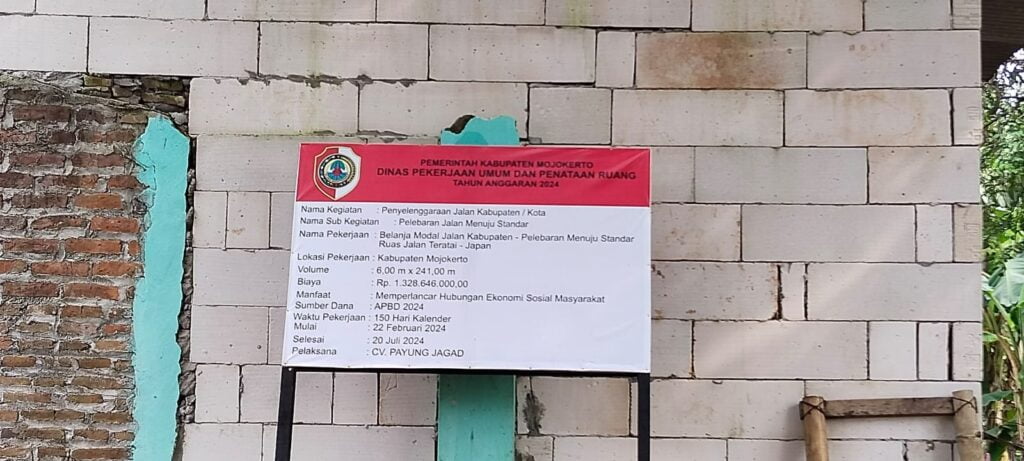 PEMERINTAH KABUPATEN MOJOKERTO
DINAS PEKERJAAN UMUM DAN PENATAAN RUANG
TAHUN ANGGARAN 2024
Nama Kegiatan : Penyelenggaraan Jalan Kabupaten / Kota
Nama Sub Kegiatan : Pelebaran Jalan Menuju Standar
Nama Pekerjaan : Belanja Modal Jalan Kabupaten - Pelebaran Menuju Standar
Ruas Jalan Teratai - Japan
Lokasi Pekerjaan : Kabupaten Mojokerto
Volume : 6,00 m x 241,00 m
Biaya : Rp. 1.328.646.000,00
Manfaat : Memperlancar Hubungan Ekonomi Sosial Masyarakat
Sumber Dana : APBD 2024
Waktu Pekerjaan : 150 Hari Kalender
Mulai : 22 Februari 2024
Selesai : 20 Juli 2024
Pelaksana : CV. PAYUNG JAGAD